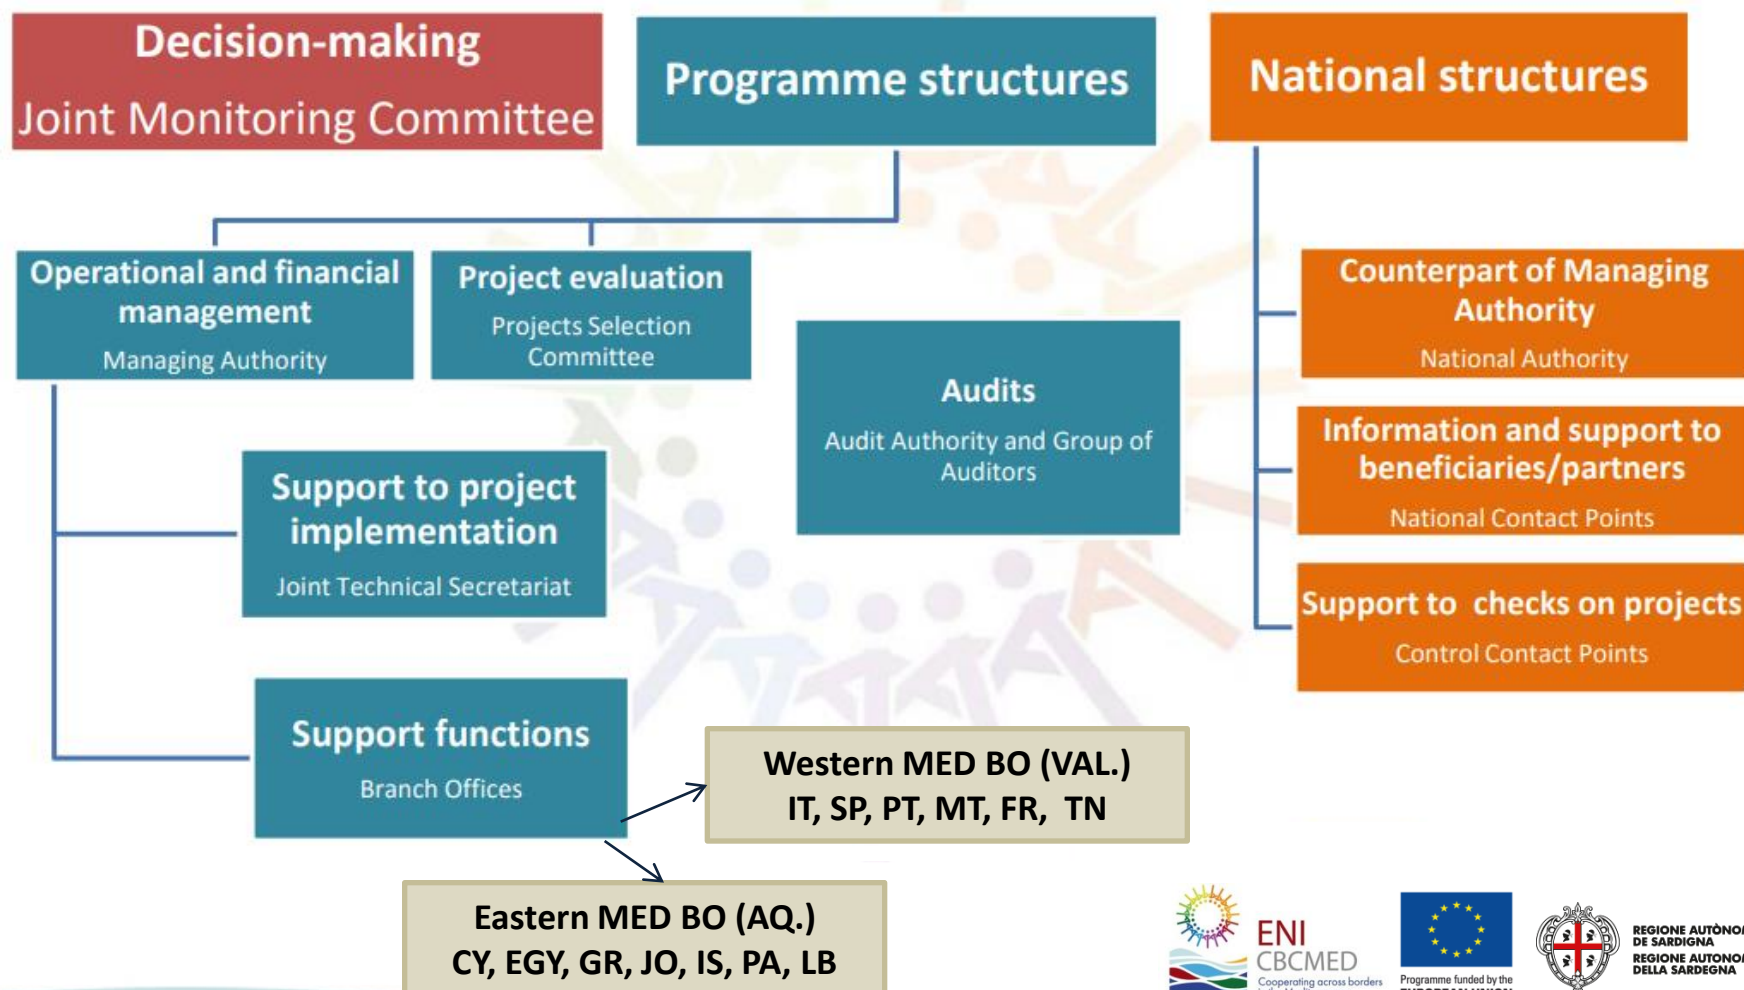 Decision-making
Joint Monitoring Committee
Programme structures
National structures
Operational and financial
management
Managing Authority
Project evaluation
Projects Selection
Committee
Audits
Audit Authority and Group of
Auditors
Counterpart of Managing
Authority
National Authority
Information and support to
beneficiaries/partners
National Contact Points
Support to checks on projects
Control Contact Points
Support to project
implementation
Joint Technical Secretariat
Support functions
Branch Offices
Western MED BO (VAL.)
IT, SP, PT, MT, FR, TN
Eastern MED BO (AQ.)
CY, EGY, GR, JO, IS, PA, LB
ENI
CBCMED
Cooperating across borders
Programme funded by the
EUROPEAN UNION
REGIONE AUTÒNOM
DE SARDIGNA
REGIONE AUTONOM
DELLA SARDEGNA